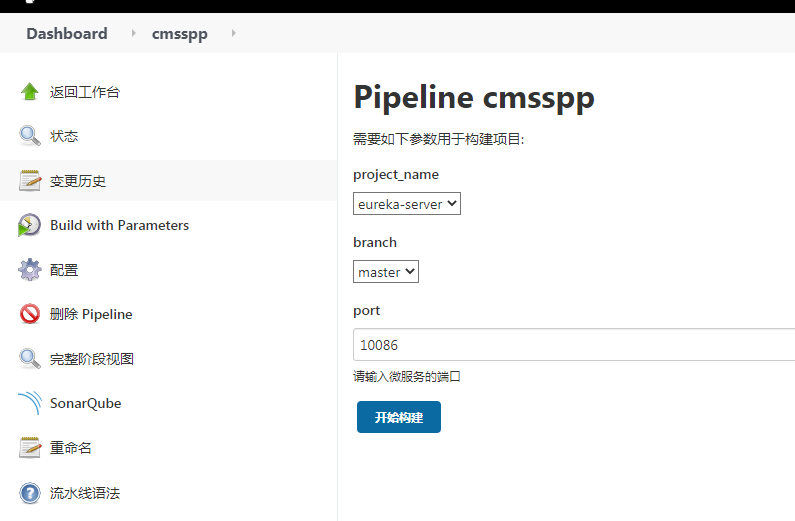 Dashboard cmsspp
返回工作台
状态
变更历史
Build with Parameters
配置
删除 Pipeline
完整阶段视图
SonarQube
重命名
流水线语法
Pipeline cmsspp
需要如下参数用于构建项目:
project_name
eureka-server
branch
master
port
10086
请输入微服务的端口
开始构建